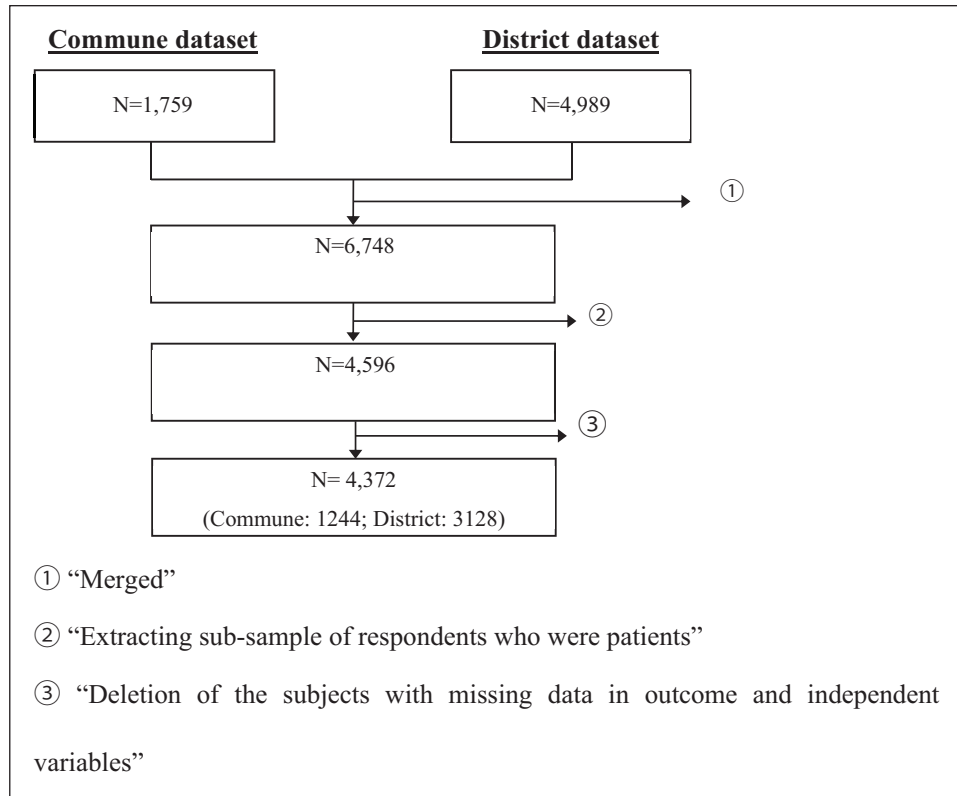 Commune dataset District dataset
N=1,759 N=4,989
①
N=6,748
②
N=4,596
③
N= 4,372
(Commune: 1244; District: 3128)
① “Merged”
② “Extracting sub-sample of respondents who were patients”
③ “Deletion of the subjects with missing data in outcome and independent
variables”